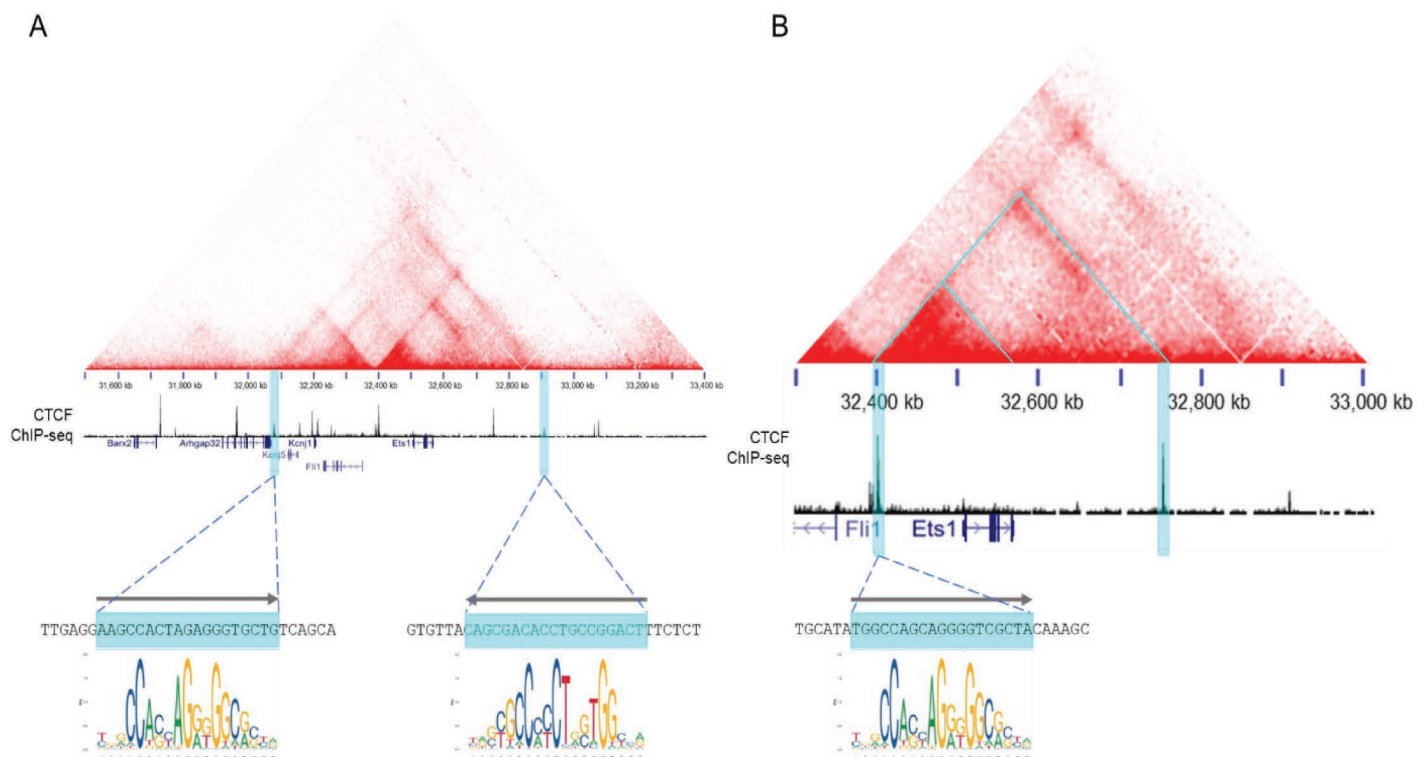 A
B
31,600 kb 31,800 kb 32,000 kb 32,200 kb 32,400 kb 32,600 kb 32,800 kb 33,000 kb 33,200 kb 33,400 kb
CTCF
ChIP-seq
Barx2 Arhgap32 Kcnj1 Ets1
Kcnj5
Fli1
32,400 kb 32,600 kb 32,800 kb 33,000 kb
CTCF
ChIP-seq
Fli1 Ets1
TTGAGGAAGCCACTAGAGGGTGCTGTCAGCA
GTGTTACAGCGACACCTGCCGGACTTTCTCT
TGCATATGGCCAGCAGGGGTCGCTACAAAGC